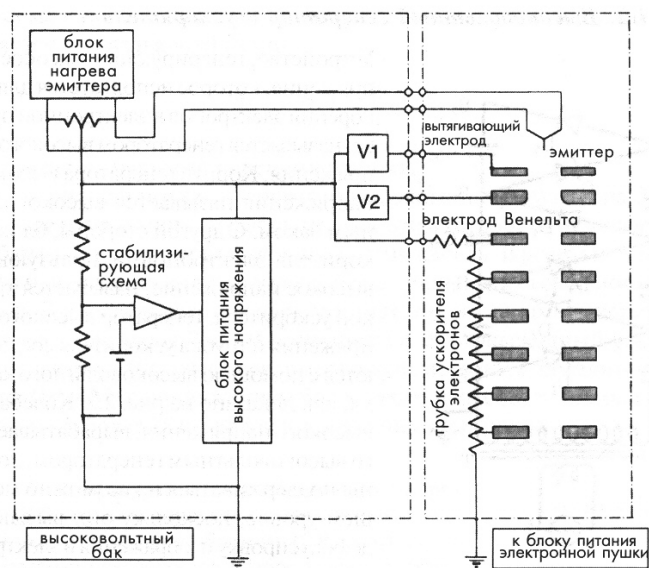 блок
питания
нагрева
эмиттера
вытягивающий
электрод
эмиттер
V1
V2
электрод Венельта
стабилизи-
рующая
схема
блок питания
высокого напряжения
трубка ускорителя
электронов
высоковольтный
бак
к блоку питания
электронной пушки